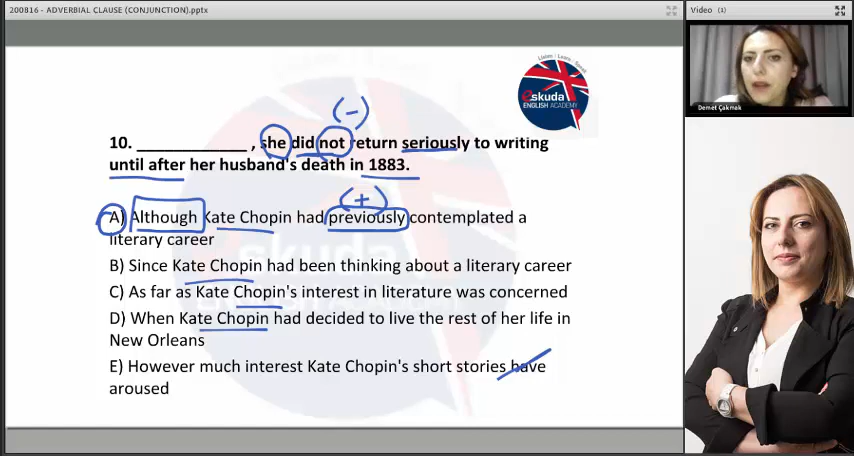 200816 - ADVERBIAL CLAUSE (CONJUNCTION).pptx
Video (1)
Listen · Learn · Speak
eskuda
ENGLISH ACADEMY
Demet Çakmak
(-)
10. ____________ , she did not return seriously to writing
until after her husband's death in 1883.
(+)
A) Although Kate Chopin had previously contemplated a
literary career
B) Since Kate Chopin had been thinking about a literary career
C) As far as Kate Chopin's interest in literature was concerned
D) When Kate Chopin had decided to live the rest of her life in
New Orleans
E) However much interest Kate Chopin's short stories have
aroused